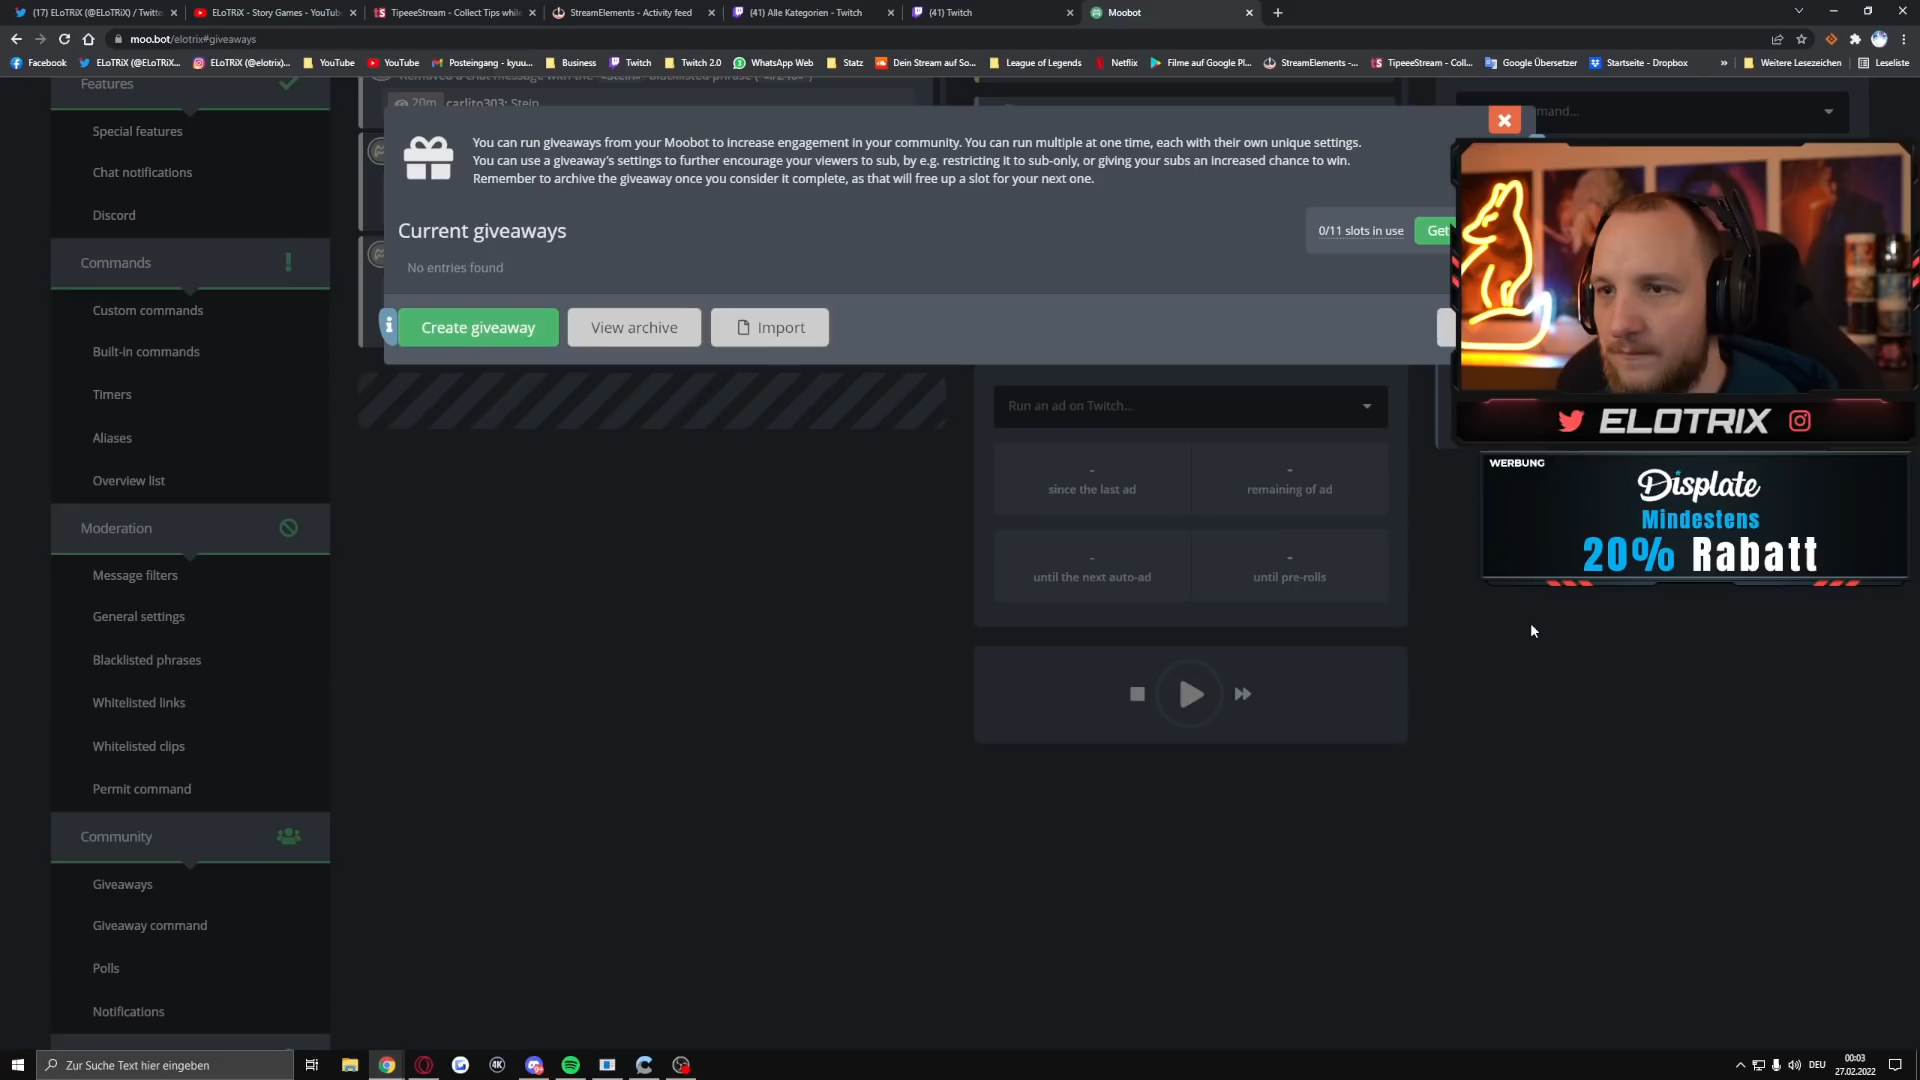 (17) ELoTRiX (@ELoTRiX) / Twitte
ELoTRiX - Story Games - YouTub
TipeeeStream - Collect Tips whil
StreamElements - Activity feed
(41) Alle Kategorien - Twitch
(41) Twitch
Moobot
moo.bot/elotrix#giveaways
Facebook
ELoTRiX (@ELoTRiX...
ELoTRiX (@elotrix)...
YouTube
YouTube
Posteingang - kyuu...
Business
Twitch
Twitch 2.0
WhatsApp Web
Statz
Dein Stream auf So...
League of Legends
Netflix
Filme auf Google Pl...
StreamElements -...
TipeeeStream - Coll...
Google Übersetzer
Startseite - Dropbox
»
Weitere Lesezeichen
Leseliste
Features
Special features
Chat notifications
Discord
Commands
Custom commands
Built-in commands
Timers
Aliases
Overview list
Moderation
Message filters
General settings
Blacklisted phrases
Whitelisted links
Whitelisted clips
Permit command
Community
Giveaways
Giveaway command
Polls
Notifications
20m carlito303: Stein
mand...
You can run giveaways from your Moobot to increase engagement in your community. You can run multiple at one time, each with their own unique settings.
You can use a giveaway's settings to further encourage your viewers to sub, by e.g. restricting it to sub-only, or giving your subs an increased chance to win.
Remember to archive the giveaway once you consider it complete, as that will free up a slot for your next one.
Current giveaways
0/11 slots in use
Get
No entries found
Create giveaway
View archive
Import
Run an ad on Twitch...
-
since the last ad
-
remaining of ad
-
until the next auto-ad
-
until pre-rolls
ELOTRIX
WERBUNG
Displate
Mindestens
20% Rabatt
Zur Suche Text hier eingeben
4K
DEU
00:03
27.02.2022